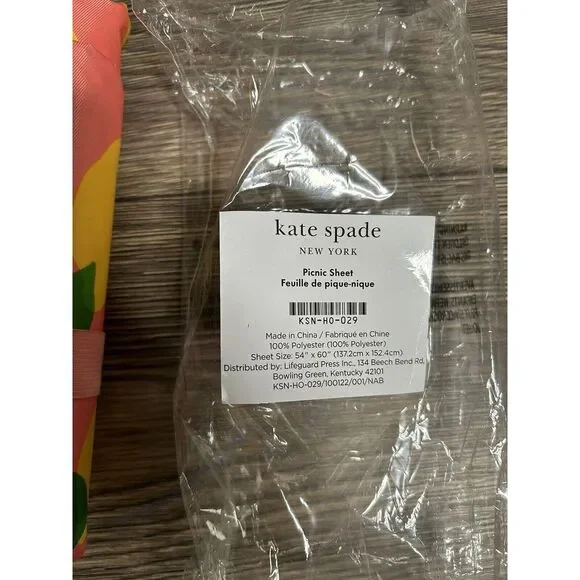 kate spade
NEW YORK
Picnic Sheet
Feuille de pique-nique
KSN-HO-029
Made in China / Fabriqué en Chine
100% Polyester (100% Polyester)
Sheet Size: 54" x 60" (137.2cm x 152.4cm)
Distributed by: Lifeguard Press Inc., 134 Beech Bend Rd,
Bowling Green, Kentucky 42101
KSN-HO-029/100122/001/NAB